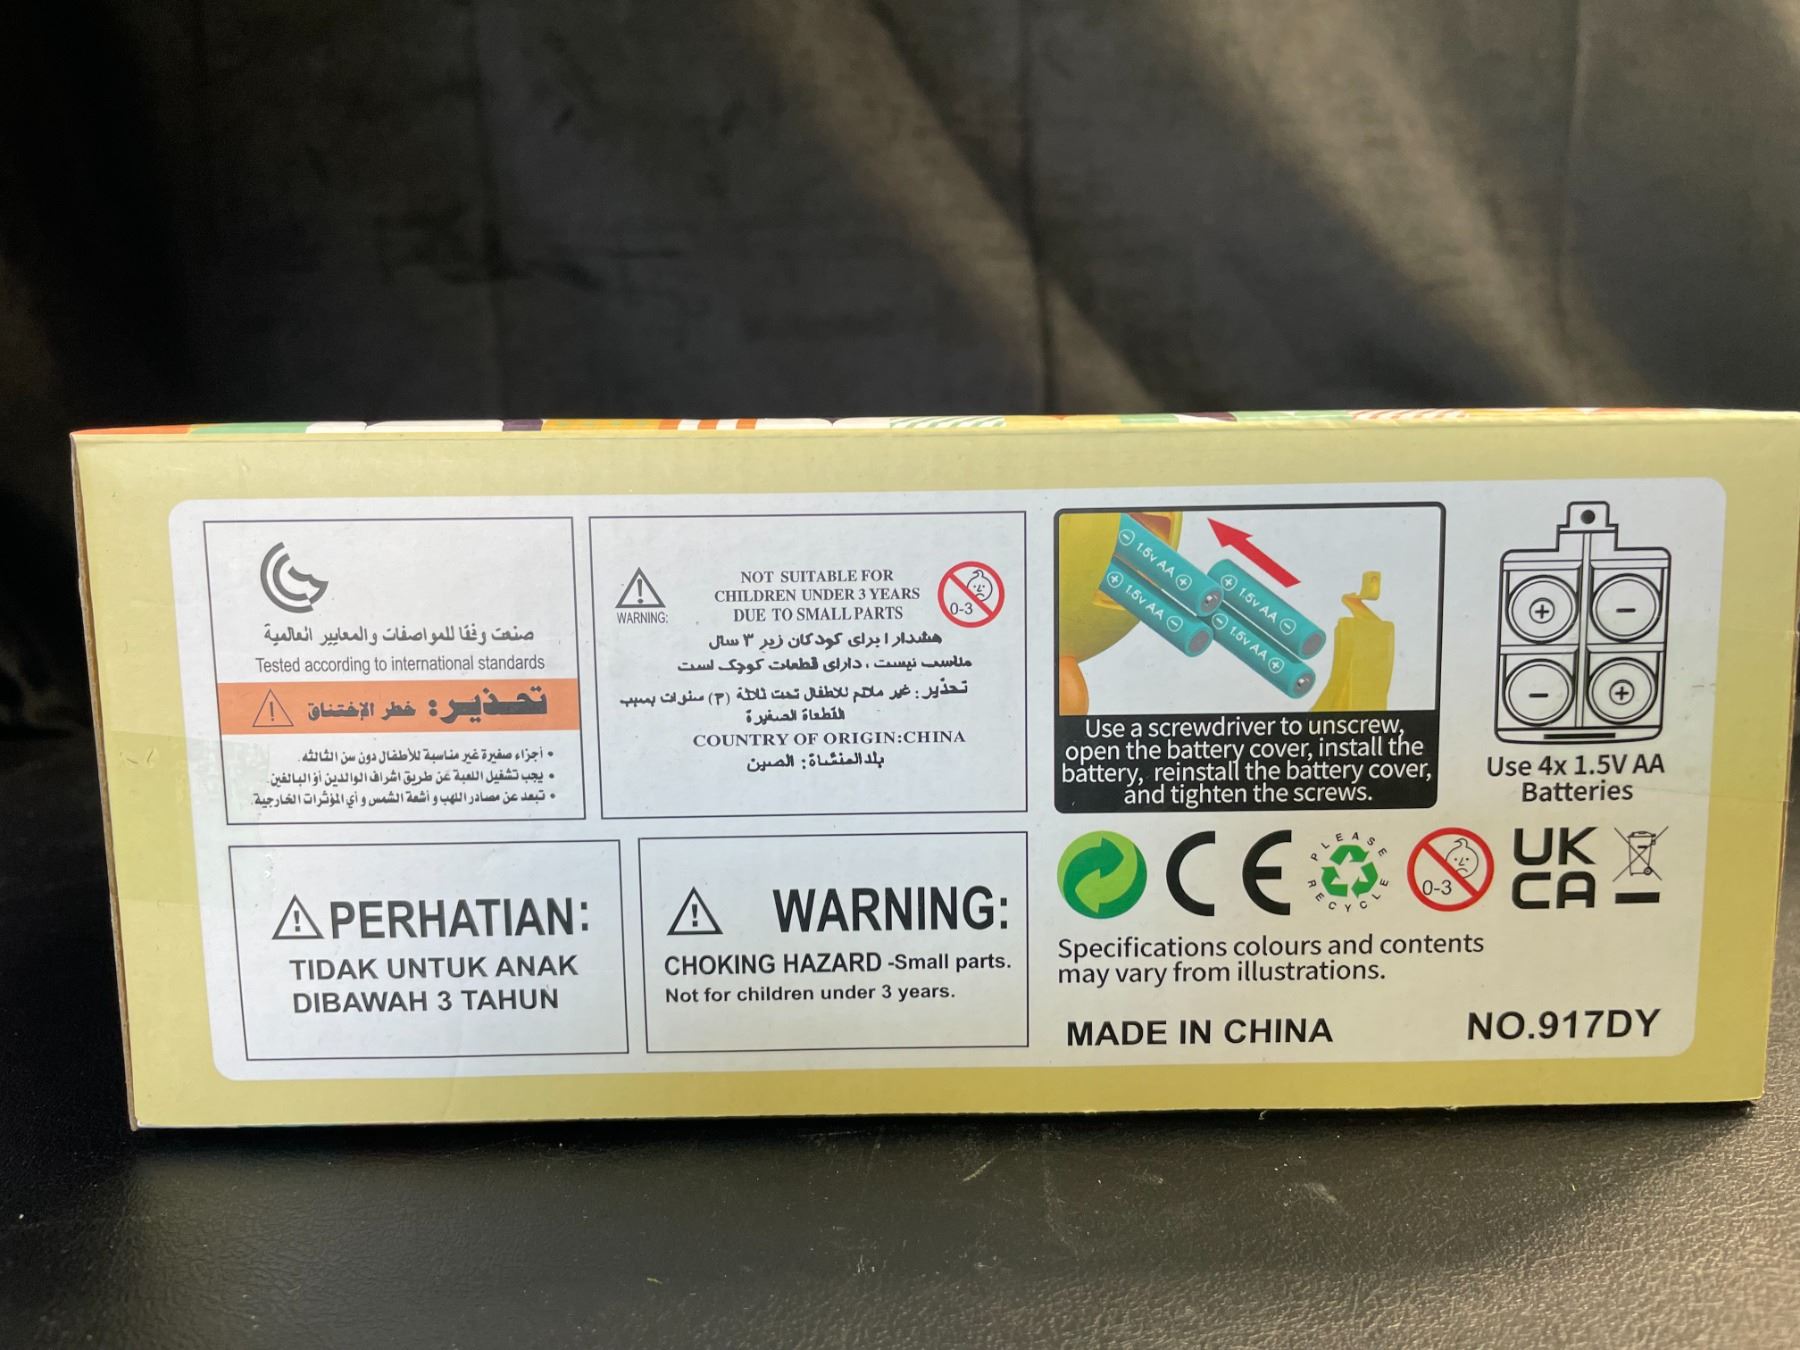 صنعت وفقًا للمواصفات والمعايير العالمية
Tested according to international standards
تحذير: خطر الإختناق
• أجزاء صغيرة غير مناسبة للأطفال دون سن الثالثه.
• يجب تشغيل اللعبة عن طريق اشراف الوالدين أو البالغين.
• تبعد عن مصادر اللهب و أشعة الشمس و أي المؤثرات الخارجية.
WARNING:
NOT SUITABLE FOR
CHILDREN UNDER 3 YEARS
DUE TO SMALL PARTS
0-3
هشدار ! برای کودکان زیر ۳ سال
مناسب نیست، دارای قطعات کوچک است
تحذير : غير ملائم للاطفال تحت ثلاثة (٣) سنوات بسبب
القطعة الصغيرة
COUNTRY OF ORIGIN:CHINA
بلد المنشاة : الصين
PERHATIAN:
TIDAK UNTUK ANAK
DIBAWAH 3 TAHUN
WARNING:
CHOKING HAZARD -Small parts.
Not for children under 3 years.
- 1.5V AA +
+ 1.5V AA -
+ 1.5V AA -
- 1.5V AA +
Use a screwdriver to unscrew,
open the battery cover, install the
battery, reinstall the battery cover,
and tighten the screws.
+ -
- +
Use 4x 1.5V AA
Batteries
CE
PLEASE
RECYCLE
0-3
UK
CA
Specifications colours and contents
may vary from illustrations.
MADE IN CHINA
NO.917DY